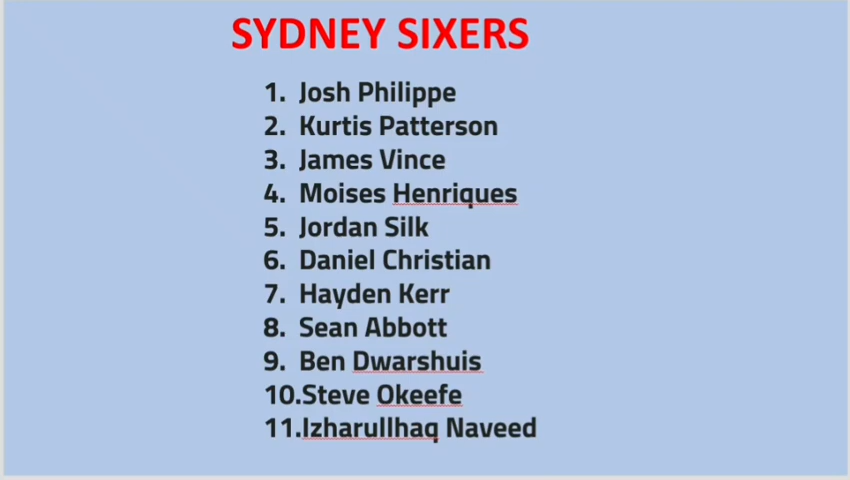 SYDNEY SIXERS
1. Josh Philippe
2. Kurtis Patterson
3. James Vince
4. Moises Henriques
5. Jordan Silk
6. Daniel Christian
7. Hayden Kerr
8. Sean Abbott
9. Ben Dwarshuis
10.Steve Okeefe
11.Izharullhaq Naveed